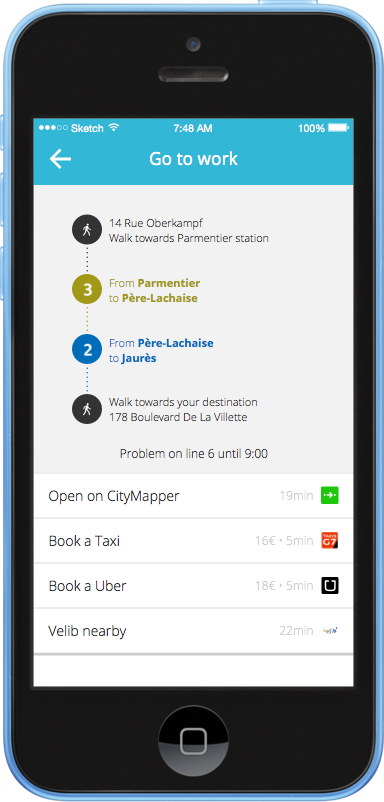 Sketch 7:48 AM 100%
Go to work
14 Rue Oberkampf
Walk towards Parmentier station
3
From Parmentier
to Père-Lachaise
2
From Père-Lachaise
to Jaurès
Walk towards your destination
178 Boulevard De La Villette
Problem on line 6 until 9:00
Open on CityMapper 19min
Book a Taxi 16€ • 5min TAXIS G7
Book a Uber 18€ • 5min
Velib nearby 22min